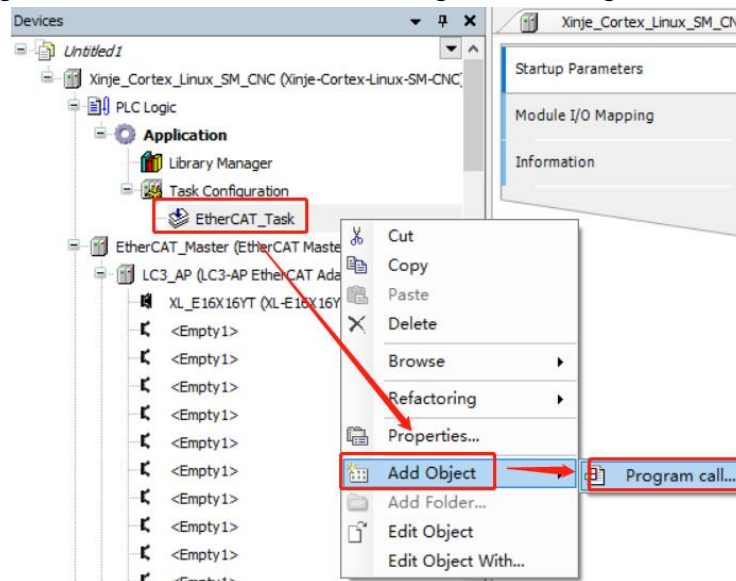 Devices
Untitled1
Xinje_Cortex_Linux_SM_CNC (Xinje-Cortex-Linux-SM-CNC)
PLC Logic
Application
Library Manager
Task Configuration
EtherCAT_Task
EtherCAT_Master (EtherCAT Maste
LC3_AP (LC3-AP EtherCAT Ada
XL_E16X16YT (XL-E16X16Y
<Empty1>
<Empty1>
<Empty1>
<Empty1>
<Empty1>
<Empty1>
<Empty1>
<Empty1>
<Empty1>
<Empty1>
Cut
Copy
Paste
Delete
Browse
Refactoring
Properties...
Add Object
Add Folder...
Edit Object
Edit Object With...
Program call...
Xinje_Cortex_Linux_SM_CN
Startup Parameters
Module I/O Mapping
Information